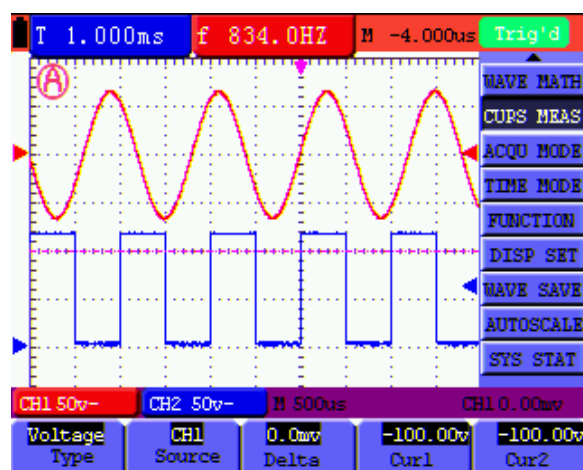 T 1.000ms f 834.0HZ M -4.000us Trig'd
A
WAVE MATH
CUPS MEAS
ACQU MODE
TIME MODE
FUNCTION
DISP SET
WAVE SAVE
AUTOSCALE
SYS STAT
CH1 50v~ CH2 50v~ M 500us CH1 0.00mv
Voltage CH1 0.0mv -100.00v -100.00v
Type Source Delta Cur1 Cur2